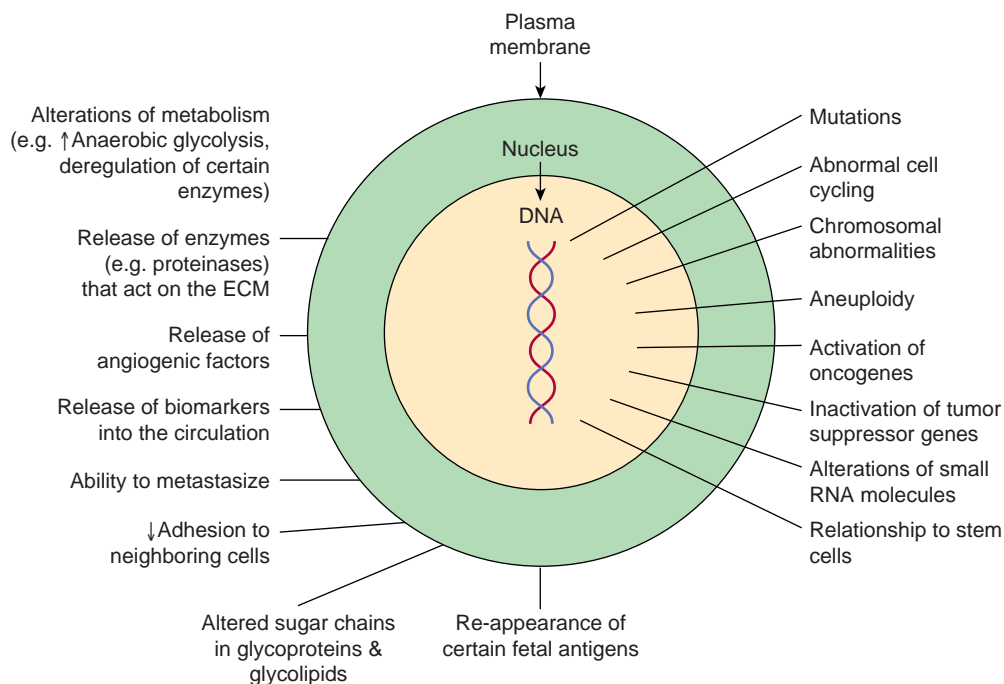 Plasma
membrane
Nucleus
DNA
Alterations of metabolism
(e.g. ↑Anaerobic glycolysis,
deregulation of certain
enzymes)
Release of enzymes
(e.g. proteinases)
that act on the ECM
Release of
angiogenic factors
Release of biomarkers
into the circulation
Ability to metastasize
↓Adhesion to
neighboring cells
Altered sugar chains
in glycoproteins &
glycolipids
Re-appearance of
certain fetal antigens
Mutations
Abnormal cell
cycling
Chromosomal
abnormalities
Aneuploidy
Activation of
oncogenes
Inactivation of tumor
suppressor genes
Alterations of small
RNA molecules
Relationship to stem
cells